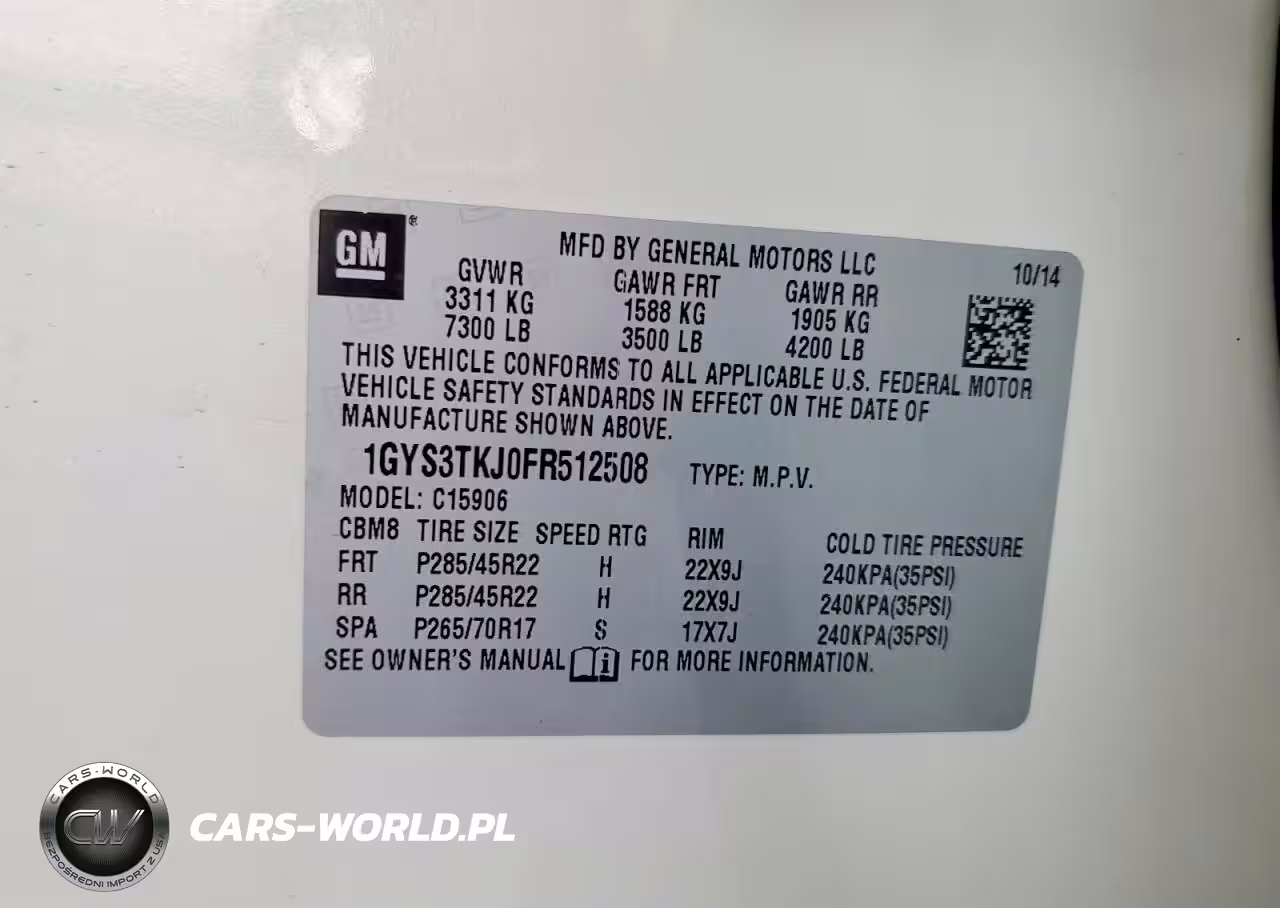 GM
®
MFD BY GENERAL MOTORS LLC
10/14
GVWR GAWR FRT GAWR RR
3311 KG 1588 KG 1905 KG
7300 LB 3500 LB 4200 LB
THIS VEHICLE CONFORMS TO ALL APPLICABLE U.S. FEDERAL MOTOR
VEHICLE SAFETY STANDARDS IN EFFECT ON THE DATE OF
MANUFACTURE SHOWN ABOVE.
1GYS3TKJ0FR512508 TYPE: M.P.V.
MODEL: C15906
CBM8 TIRE SIZE SPEED RTG RIM COLD TIRE PRESSURE
FRT P285/45R22 H 22X9J 240KPA(35PSI)
RR P285/45R22 H 22X9J 240KPA(35PSI)
SPA P265/70R17 S 17X7J 240KPA(35PSI)
SEE OWNER'S MANUAL i FOR MORE INFORMATION.
CARS-WORLD
CW
BEZPOŚREDNI IMPORT Z USA
CARS-WORLD.PL